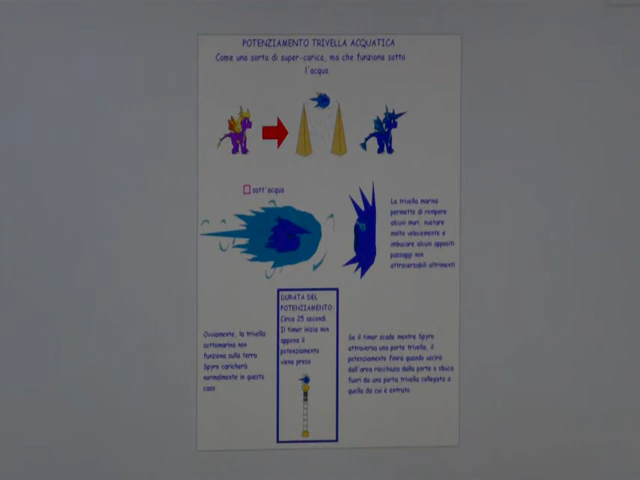 POTENZIAMENTO TRIVELLA ACQUATICA
Come una sorta di super-carica, ma che funziona sotto
l'acqua
sott'acqua
La trivella marina
permette di rompere
alcuni muri, nuotare
molto velocemente e
imbucare alcuni appositi
passaggi non
attraversabili altrimenti
DURATA DEL
POTENZIAMENTO:
Circa 25 secondi
Il timer inizia non
appena il
potenziamento
viene preso
Ovviamente, la trivella
sottomarina non
funziona sulla terra
Spyro caricherà
normalmente in questo
caso
Se il timer scade mentre Spyro
attraversa una porta trivella, il
potenziamento finirà quando uscirà
dall'area racchiusa dalla porta o sbuca
fuori da una porta trivella collegata a
quella da cui è entrato